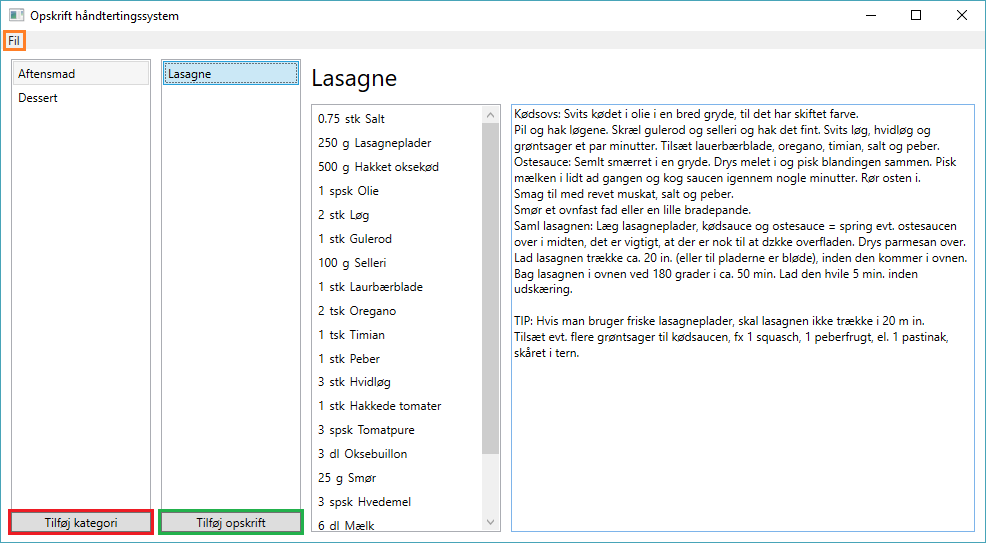 Opskrift håndtertingssystem
Fil
Aftensmad
Dessert
Lasagne
Lasagne
0.75 stk Salt
250 g Lasagneplader
500 g Hakket oksekød
1 spsk Olie
2 stk Løg
1 stk Gulerod
100 g Selleri
1 stk Laurbærblade
2 tsk Oregano
1 tsk Timian
1 stk Peber
3 stk Hvidløg
1 stk Hakkede tomater
3 spsk Tomatpure
3 dl Oksebuillon
25 g Smør
3 spsk Hvedemel
6 dl Mælk
Kødsovs: Svits kødet i olie i en bred gryde, til det har skiftet farve.
Pil og hak løgene. Skræl gulerod og selleri og hak det fint. Svits løg, hvidløg og
grøntsager et par minutter. Tilsæt lauerbærblade, oregano, timian, salt og peber.
Ostesauce: Semlt smærret i en gryde. Drys melet i og pisk blandingen sammen. Pisk
mælken i lidt ad gangen og kog saucen igennem nogle minutter. Rør osten i.
Smag til med revet muskat, salt og peber.
Smør et ovnfast fad eller en lille bradepande.
Saml lasagnen: Læg lasagneplader, kødsauce og ostesauce = spring evt. ostesaucen
over i midten, det er vigtigt, at der er nok til at dzkke overfladen. Drys parmesan over.
Lad lasagnen trække ca. 20 in. (eller til pladerne er bløde), inden den kommer i ovnen.
Bag lasagnen i ovnen ved 180 grader i ca. 50 min. Lad den hvile 5 min. inden
udskæring.
TIP: Hvis man bruger friske lasagneplader, skal lasagnen ikke trække i 20 m in.
Tilsæt evt. flere grøntsager til kødsaucen, fx 1 squasch, 1 peberfrugt, el. 1 pastinak,
skåret i tern.
Tilføj kategori
Tilføj opskrift